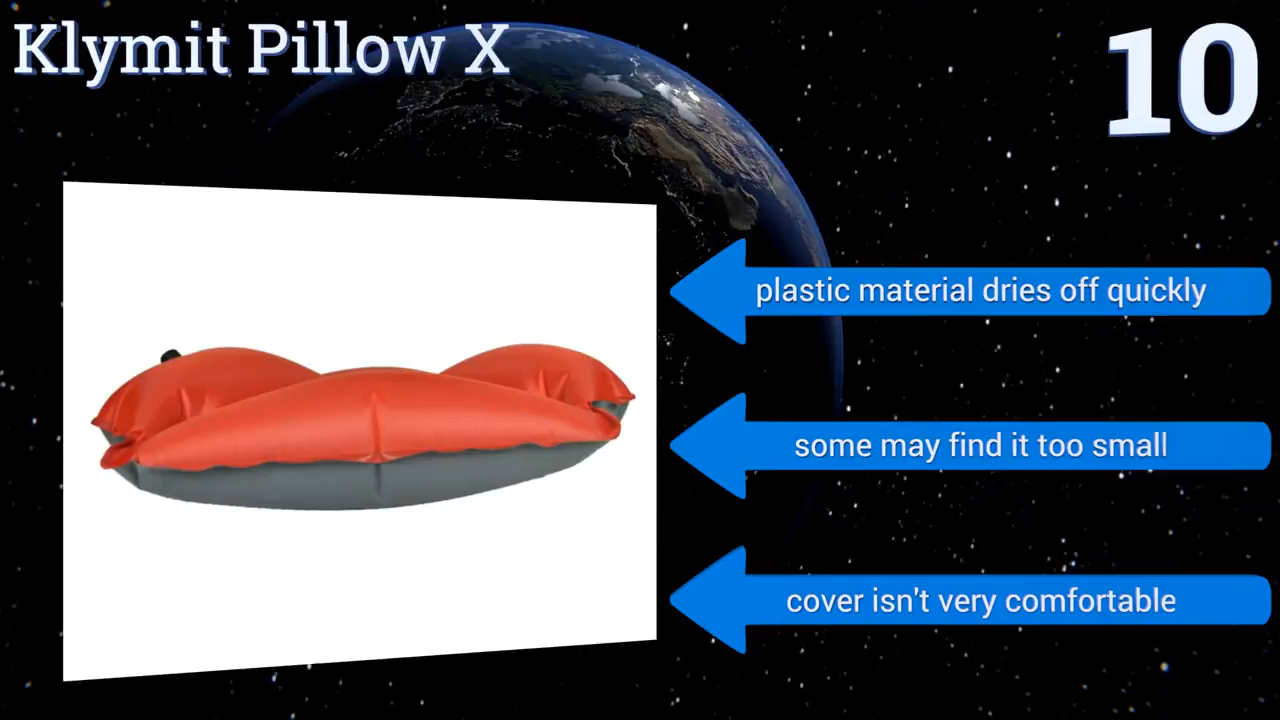 Klymit Pillow X
10
plastic material dries off quickly
some may find it too small
cover isn't very comfortable